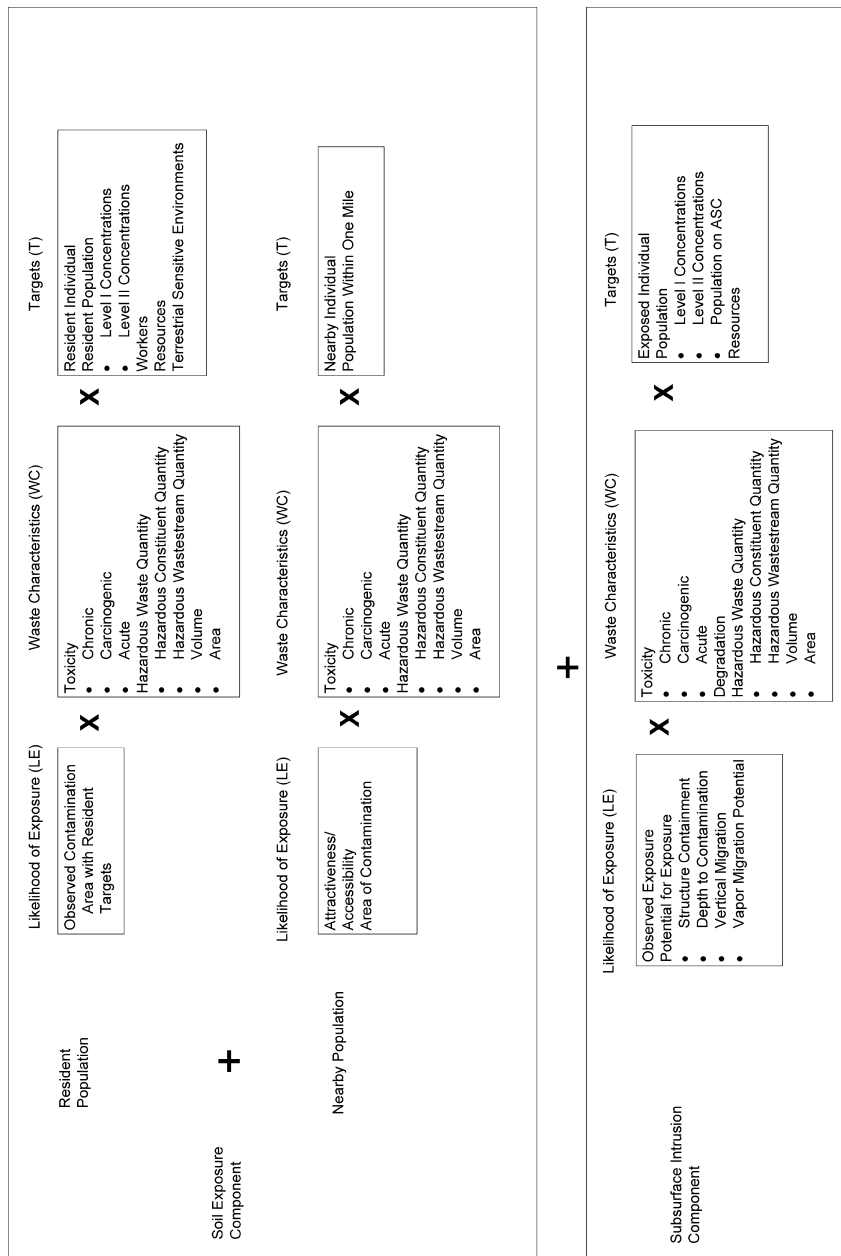 Soil Exposure
Component
Resident
Population
Likelihood of Exposure (LE)
Observed Contamination
Area with Resident
Targets
X
Waste Characteristics (WC)
Toxicity
• Chronic
• Carcinogenic
• Acute
Hazardous Waste Quantity
• Hazardous Constituent Quantity
• Hazardous Wastestream Quantity
• Volume
• Area
X
Targets (T)
Resident Individual
Resident Population
• Level I Concentrations
• Level II Concentrations
Workers
Resources
Terrestrial Sensitive Environments
+
Nearby Population
Likelihood of Exposure (LE)
Attractiveness/
Accessibility
Area of Contamination
X
Waste Characteristics (WC)
Toxicity
• Chronic
• Carcinogenic
• Acute
Hazardous Waste Quantity
• Hazardous Constituent Quantity
• Hazardous Wastestream Quantity
• Volume
• Area
X
Targets (T)
Nearby Individual
Population Within One Mile
+
Subsurface Intrusion
Component
Likelihood of Exposure (LE)
Observed Exposure
Potential for Exposure
• Structure Containment
• Depth to Contamination
• Vertical Migration
• Vapor Migration Potential
X
Waste Characteristics (WC)
Toxicity
• Chronic
• Carcinogenic
• Acute
Degradation
Hazardous Waste Quantity
• Hazardous Constituent Quantity
• Hazardous Wastestream Quantity
• Volume
• Area
X
Targets (T)
Exposed Individual
Population
• Level I Concentrations
• Level II Concentrations
• Population on ASC
Resources